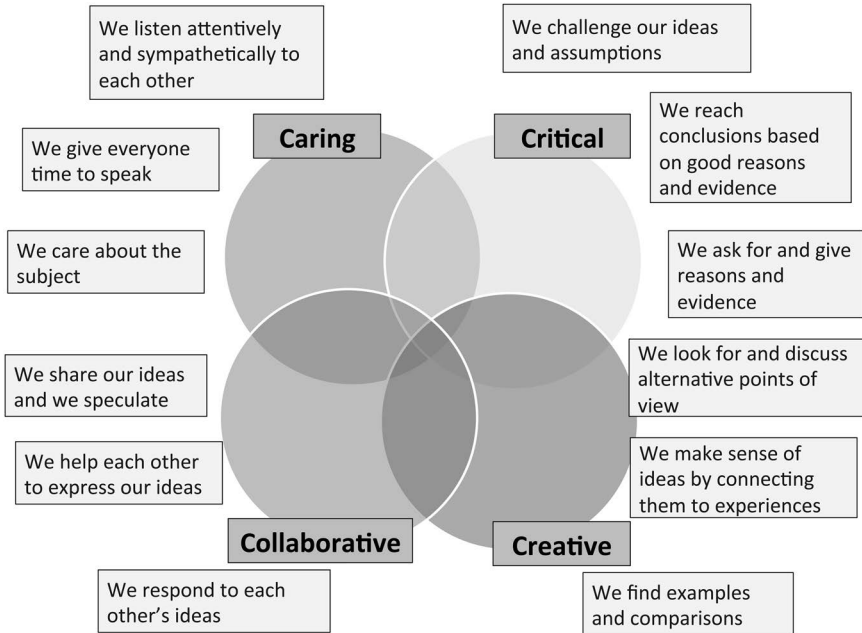 We listen attentively
and sympathetically to
each other
We challenge our ideas
and assumptions
Caring
Critical
We give everyone
time to speak
We reach
conclusions based
on good reasons
and evidence
We care about the
subject
We ask for and give
reasons and
evidence
We share our ideas
and we speculate
We look for and discuss
alternative points of
view
We help each other
to express our ideas
We make sense of
ideas by connecting
them to experiences
Collaborative
Creative
We respond to each
other’s ideas
We find examples
and comparisons